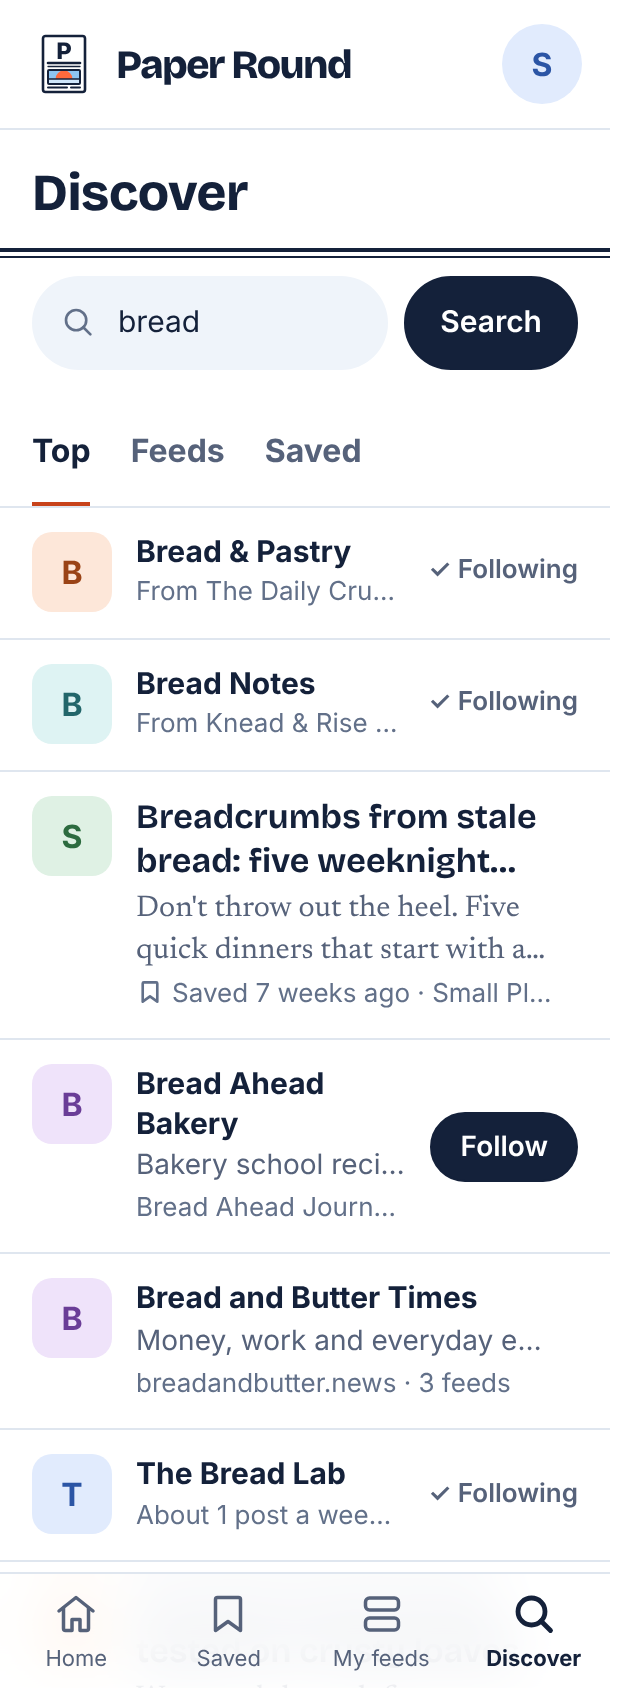 P
Paper Round
S
Discover
bread
Search
Top
Feeds
Saved
B
Bread & Pastry
From The Daily Cru...
✓ Following
B
Bread Notes
From Knead & Rise ...
✓ Following
S
Breadcrumbs from stale
bread: five weeknight...
Don't throw out the heel. Five
quick dinners that start with a...
Saved 7 weeks ago · Small Pl...
B
Bread Ahead
Bakery
Bakery school reci...
Bread Ahead Journ...
Follow
B
Bread and Butter Times
Money, work and everyday e...
breadandbutter.news · 3 feeds
T
The Bread Lab
About 1 post a wee...
✓ Following
Home
Saved
My feeds
Discover